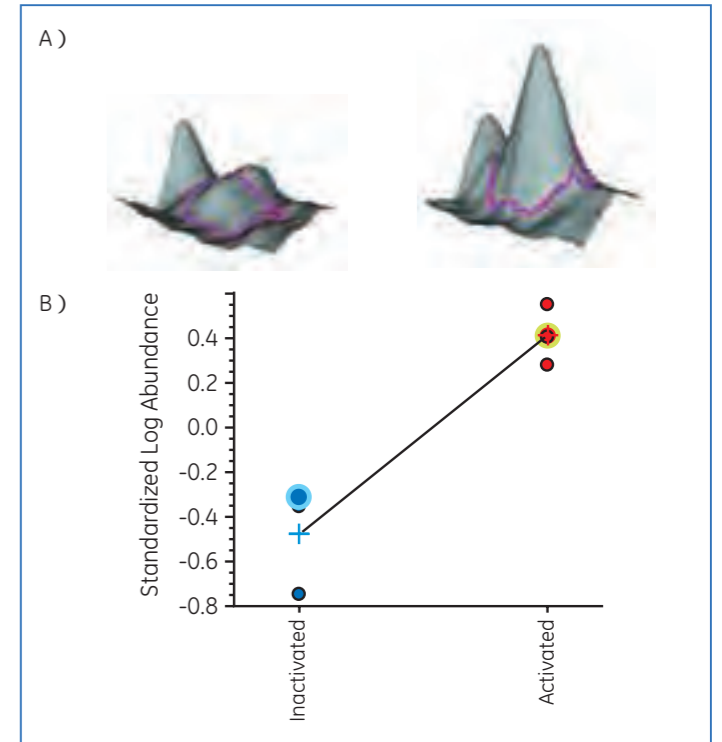 A)
B)
Standardized Log Abundance
0.4
0.2
0.0
-0.2
-0.4
-0.6
-0.8
Inactivated
Activated